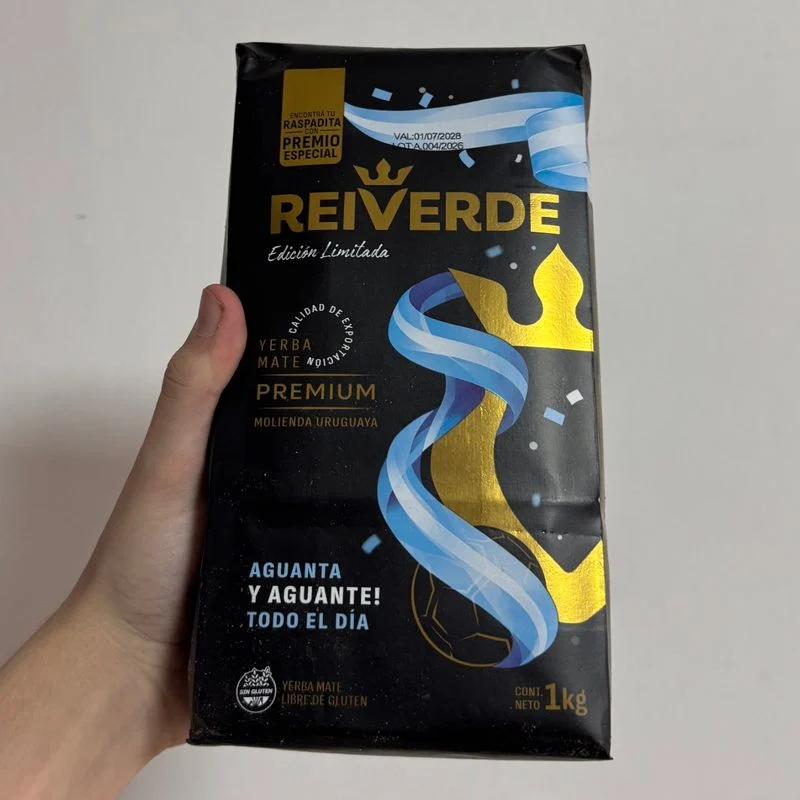 ENCONTRÁ TU
RASPADITA
CON
PREMIO
ESPECIAL
VAL:01/07/2028
LOT:A 004/2026
REIVERDE
Edición Limitada
CALIDAD DE EXPORTACIÓN
YERBA
MATE
PREMIUM
MOLIENDA URUGUAYA
AGUANTA
Y AGUANTE!
TODO EL DÍA
SIN GLUTEN
YERBA MATE
LIBRE DE GLUTEN
CONT.
NETO 1kg